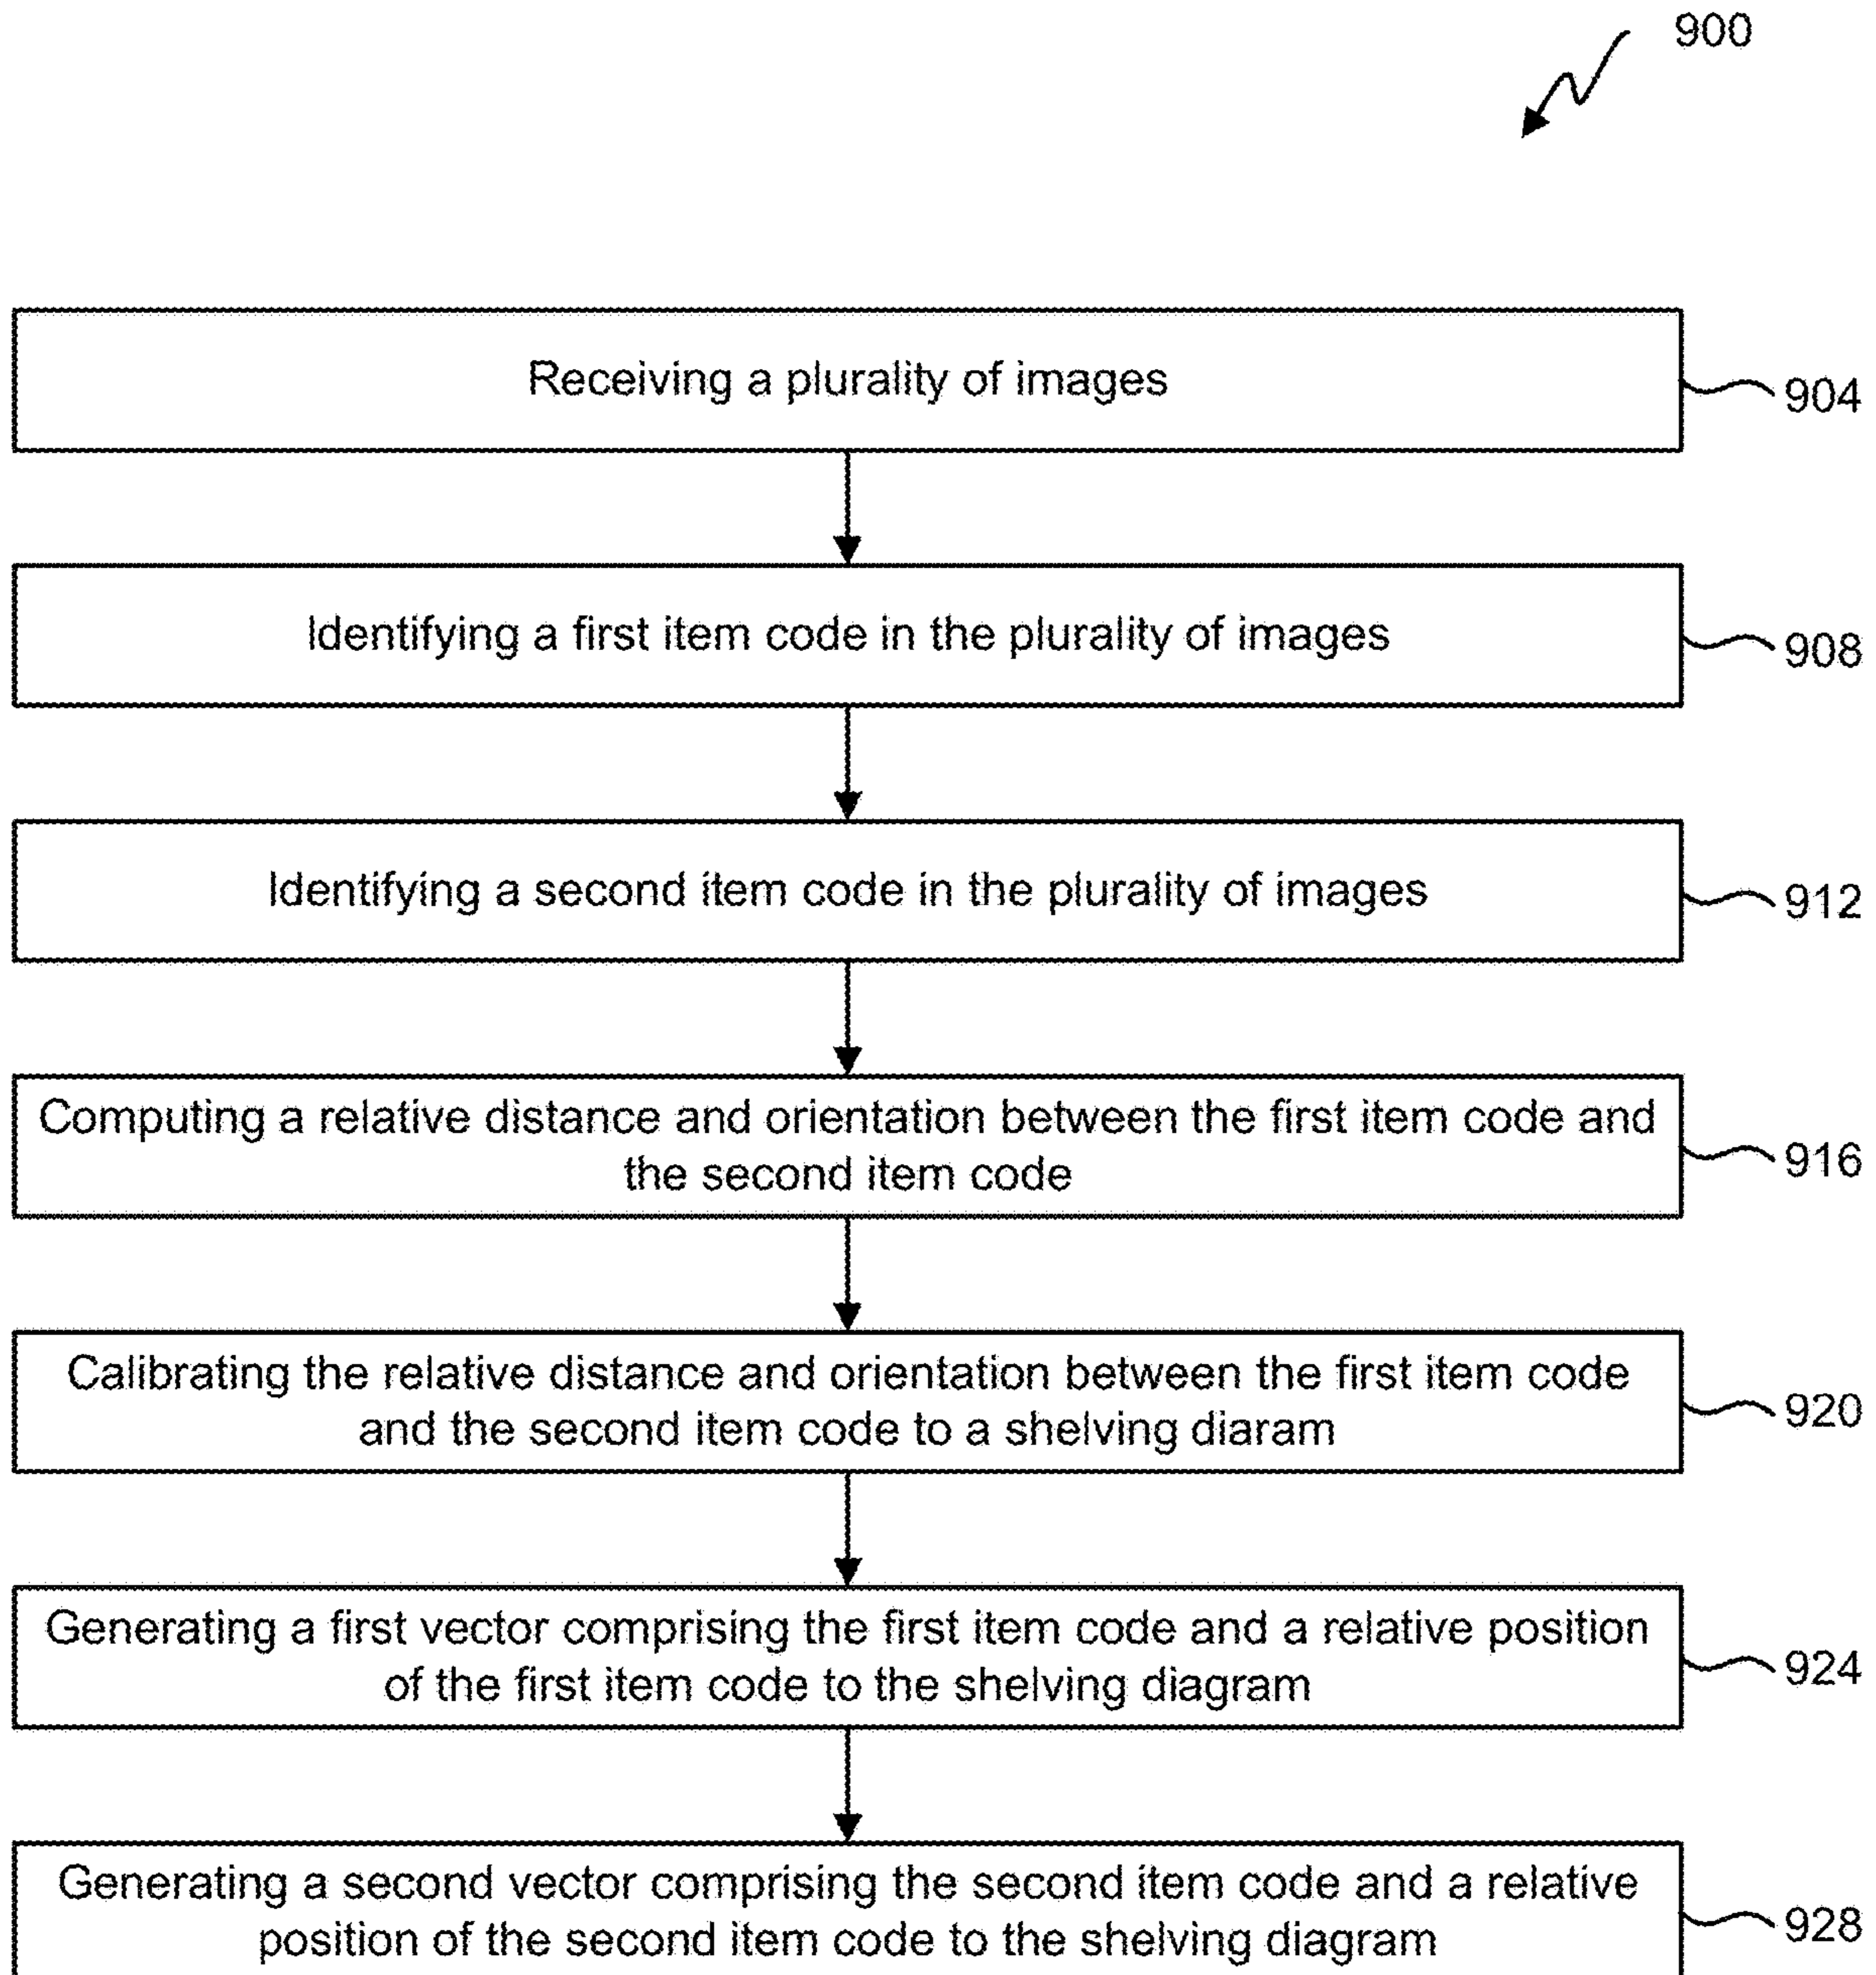 900
Receiving a plurality of images
904
Identifying a first item code in the plurality of images
908
Identifying a second item code in the plurality of images
912
Computing a relative distance and orientation between the first item code and
the second item code
916
Calibrating the relative distance and orientation between the first item code
and the second item code to a shelving diaram
920
Generating a first vector comprising the first item code and a relative position
of the first item code to the shelving diagram
924
Generating a second vector comprising the second item code and a relative
position of the second item code to the shelving diagram
928